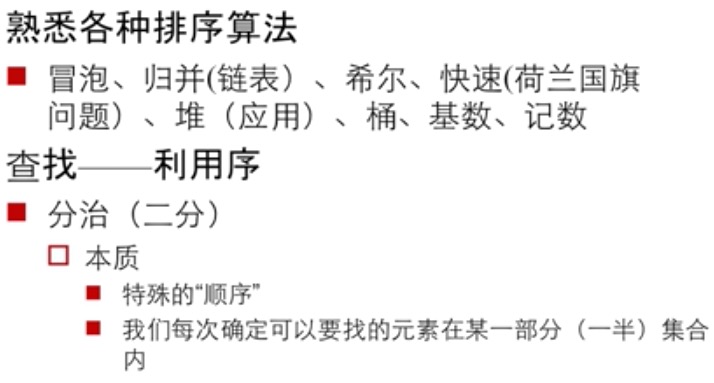 熟悉各种排序算法
冒泡、归并(链表）、希尔、快速(荷兰国旗
问题）、堆（应用）、桶、基数、记数
查找——利用序
分治（二分）
本质
特殊的“顺序”
我们每次确定可以要找的元素在某一部分（一半）集合
内